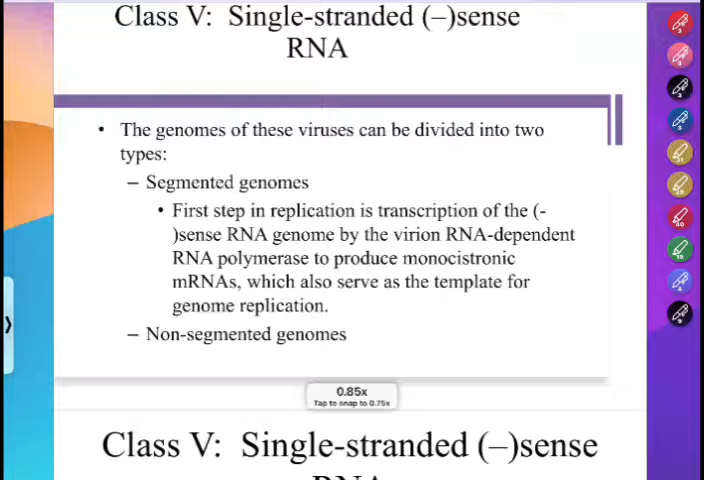 Class V:  Single-stranded (–)sense
RNA
• The genomes of these viruses can be divided into two
types:
– Segmented genomes
• First step in replication is transcription of the (-
)sense RNA genome by the virion RNA-dependent
RNA polymerase to produce monocistronic
mRNAs, which also serve as the template for
genome replication.
– Non-segmented genomes
0.85x
Tap to snap to 0.75x
Class V:  Single-stranded (–)sense
RNA